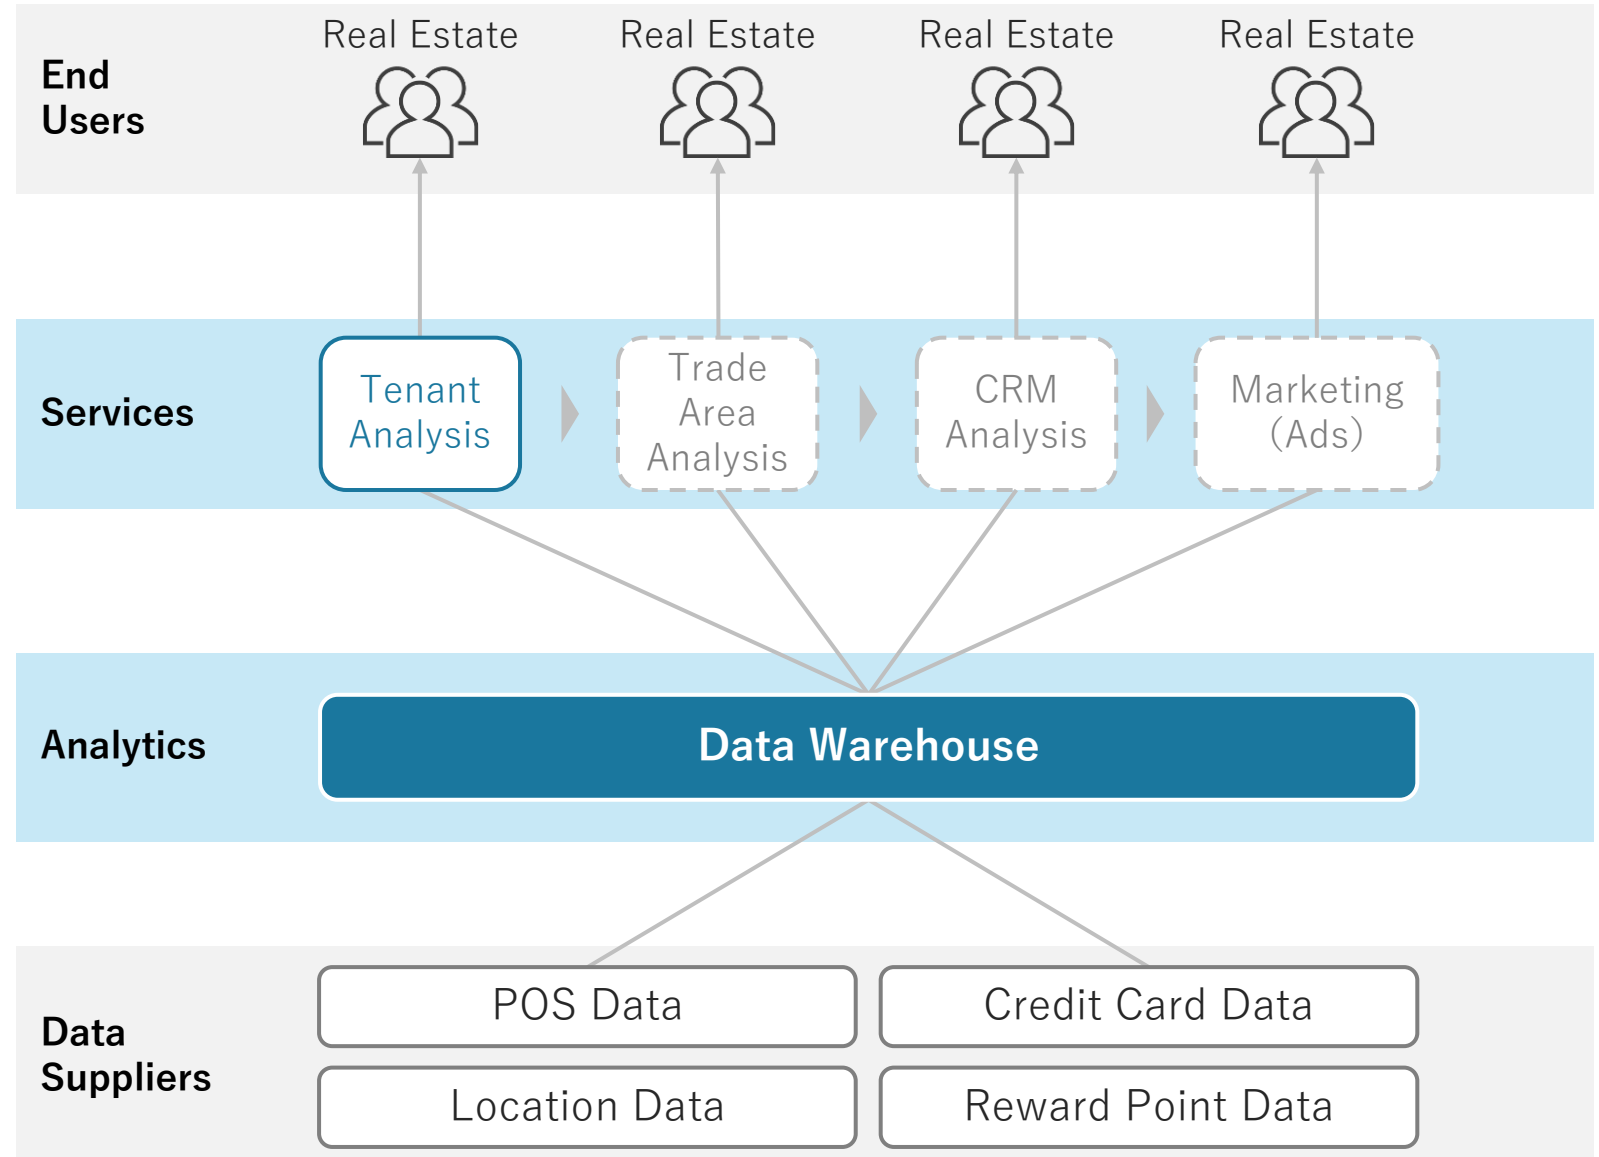 Real Estate
Real Estate
Real Estate
Real Estate
End
Users
Services
Tenant
Analysis
Trade
Area
Analysis
CRM
Analysis
Marketing
(Ads)
Analytics
Data Warehouse
Data
Suppliers
POS Data
Credit Card Data
Location Data
Reward Point Data